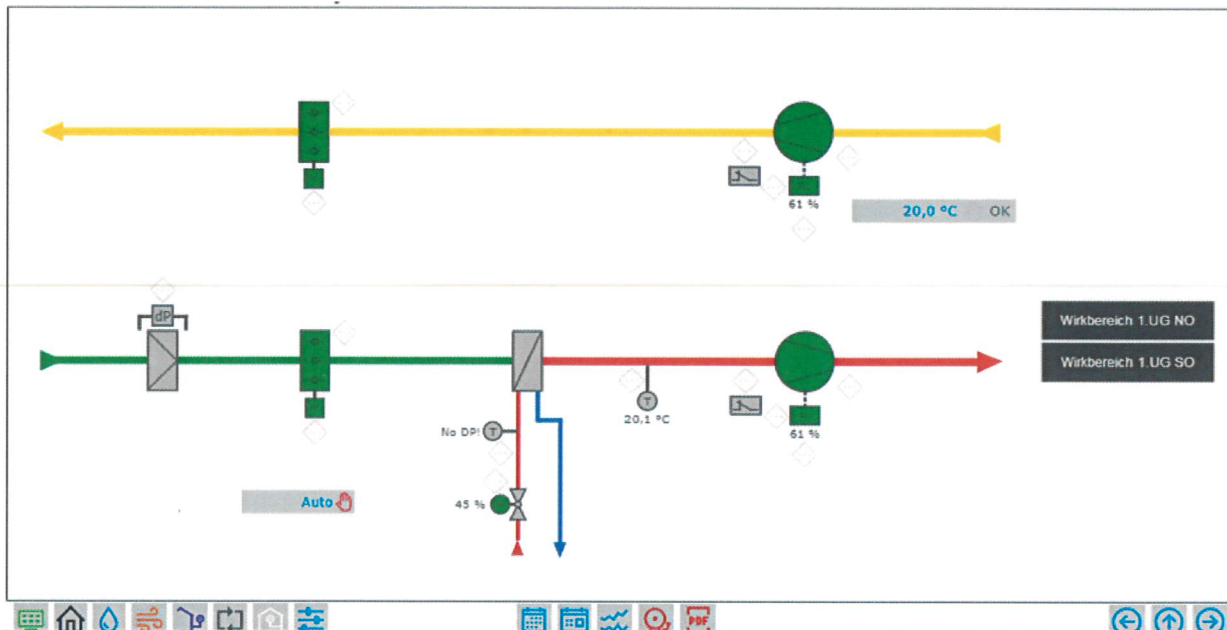 61 %
20,0 °C OK
dP
Wirkbereich 1.UG NO
Wirkbereich 1.UG SO
T
20,1 °C
No DP! T
61 %
Auto
45 %
PDF